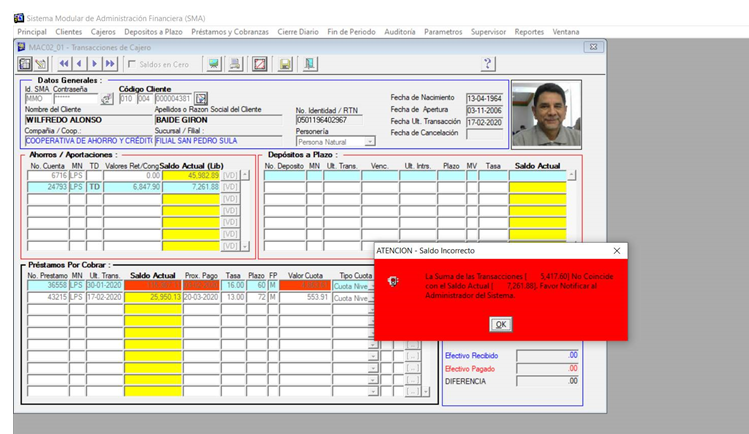 Sistema Modular de Administración Financiera (SMA)
Principal Clientes Cajeros Depositos a Plazo Préstamos y Cobranzas Cierre Diario Fin de Periodo Auditoría Parametros Supervisor Reportes Ventana
MAC02_01 - Transacciones de Cajero
Saldos en Cero
Datos Generales : -
Id. SMA Contraseña Código Cliente
MMO ****** 010 004 000004381
Nombre del Cliente Apellidos o Razon Social del Cliente No. Identidad / RTN
WILFREDO ALONSO BAIDE GIRON 0501196402967
Compañia / Coop.: Sucursal / Filial : Personería
COOPERATIVA DE AHORRO Y CRÉDIT( FILIAL SAN PEDRO SULA Persona Natural
Fecha de Nacimiento 13-04-1964
Fecha de Apertura 03-11-2006
Fecha Ult. Transacción 17-02-2020
Fecha de Cancelación
Ahorros / Aportaciones : -
No. Cuenta MN TD Valores Ret/Cong Saldo Actual (Lib)
6716 LPS 0.00 45,982.89 [VD]
24793 LPS TD 6,847.90 7,261.88 [VD]
[VD]
[VD]
[VD]
[VD]
[VD]
Depósitos a Plazo : -
No. Deposito MN Ult. Trans. Venc. Ult. Intrs. Plazo MV Tasa Saldo Actual
Préstamos Por Cobrar : -
No. Prestamo MN Ult. Trans. Saldo Actual Prox. Pago Tasa Plazo FP Valor Cuota Tipo Cuota
36558 LPS 30-01-2020 16.00 60 M Cuota Nive
43215 LPS 17-02-2020 25,950.13 20-03-2020 13.00 72 M 553.91 Cuota Nive
ATENCION - Saldo Incorrecto
La Suma de las Transacciones [ 5,417.60] No Coincide
con el Saldo Actual [ 7,261.88]. Favor Notificar al
Administrador del Sistema.
OK
Efectivo Recibido .00
Efectivo Pagado .00
DIFERENCIA .00